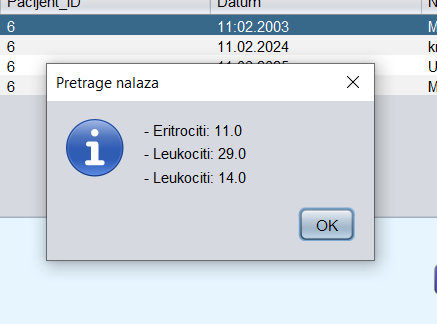 Pacijent_ID Datum
6 11:02.2003 M
6 11.02.2024
6
6
Pretrage nalaza
- Eritrociti: 11.0
- Leukociti: 29.0
- Leukociti: 14.0
OK